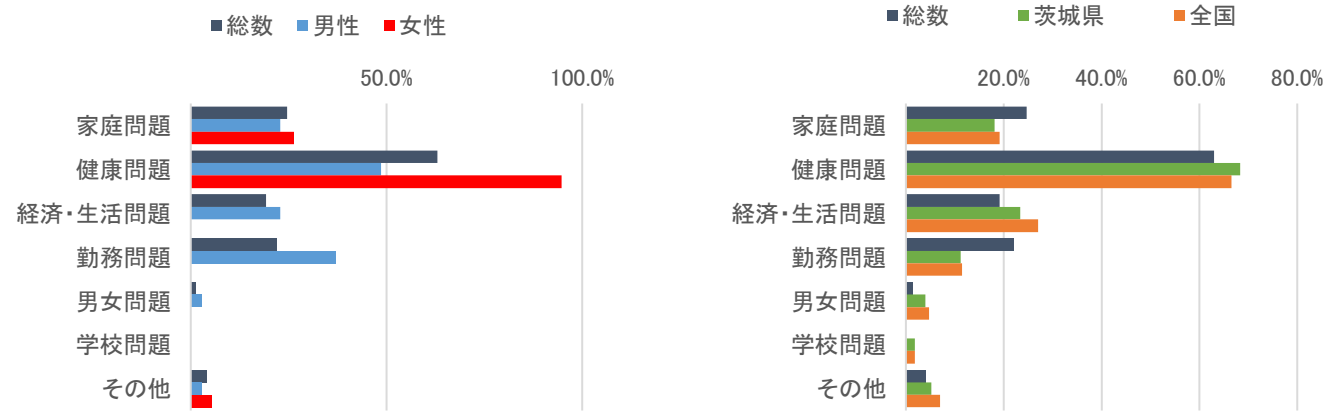 総数 男性 女性
50.0% 100.0%
家庭問題
健康問題
経済・生活問題
勤務問題
男女問題
学校問題
その他
総数 茨城県 全国
20.0% 40.0% 60.0% 80.0%
家庭問題
健康問題
経済・生活問題
勤務問題
男女問題
学校問題
その他